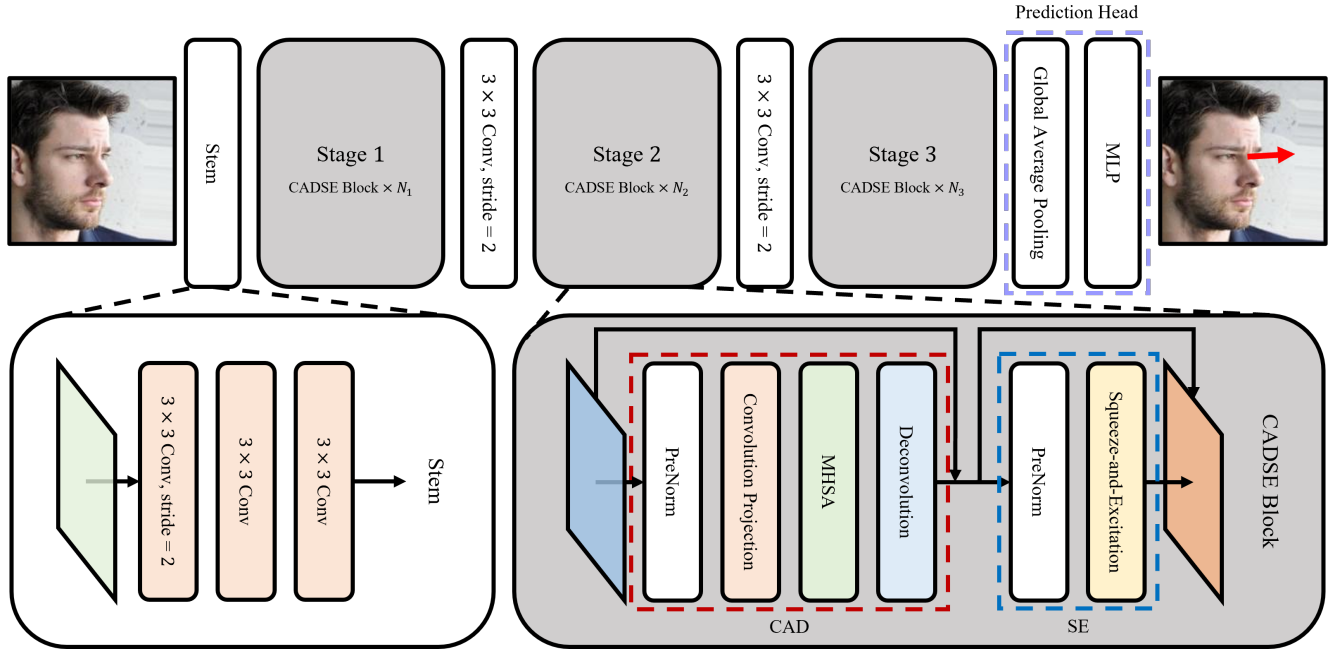 Prediction Head
Stem
Stage 1
CADSE Block × N₁
3 × 3 Conv, stride = 2
Stage 2
CADSE Block × N₂
3 × 3 Conv, stride = 2
Stage 3
CADSE Block × N₃
Global Average Pooling
MLP
3 × 3 Conv, stride = 2
3 × 3 Conv
3 × 3 Conv
Stem
PreNorm
Convolution Projection
MHSA
Deconvolution
CAD
PreNorm
Squeeze-and-Excitation
SE
CADSE Block